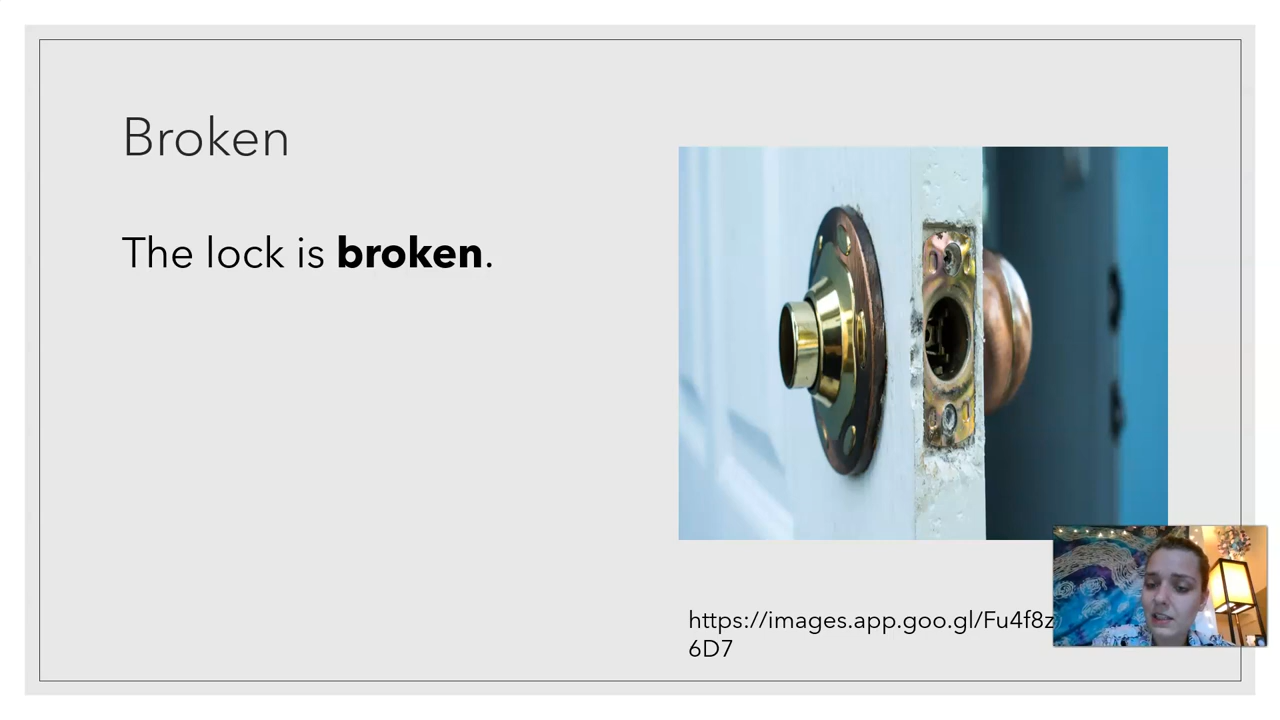 Broken
The lock is broken.
https://images.app.goo.gl/Fu4f8z
6D7